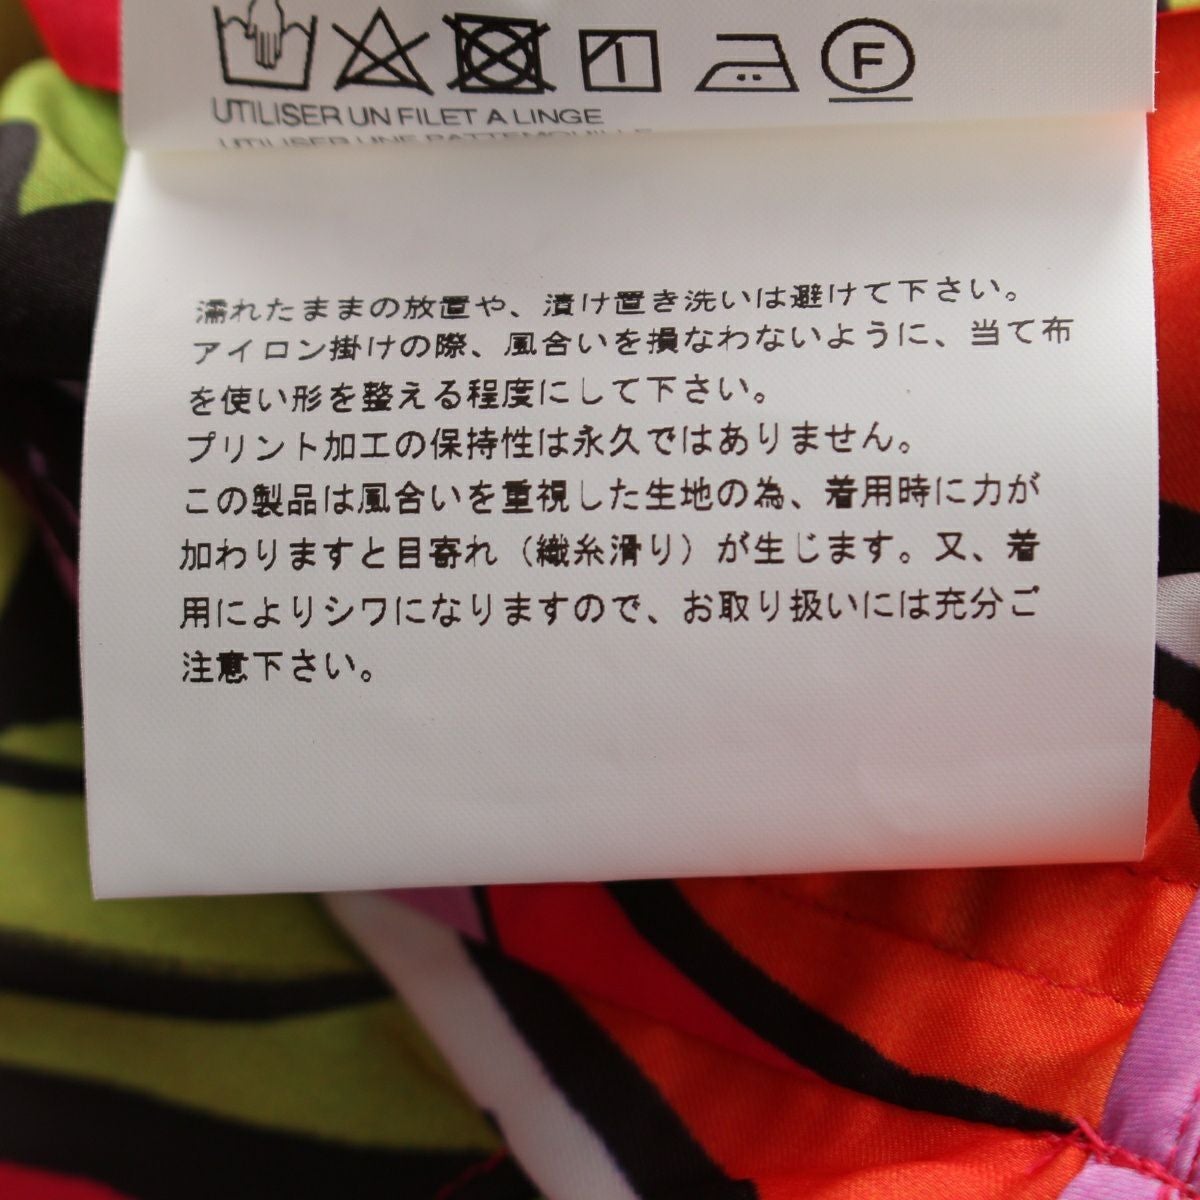 F
UTILISER UN FILET A LINGE
UTILISER UNE PATTEMOUILLE
濡れたままの放置や、漬け置き洗いは避けて下さい。
アイロン掛けの際、風合いを損なわないように、当て布
を使い形を整える程度にして下さい。
プリント加工の保持性は永久ではありません。
この製品は風合いを重視した生地の為、着用時に力が
加わりますと目寄れ（織糸滑り）が生じます。又、着
用によりシワになりますので、お取り扱いには充分ご
注意下さい。